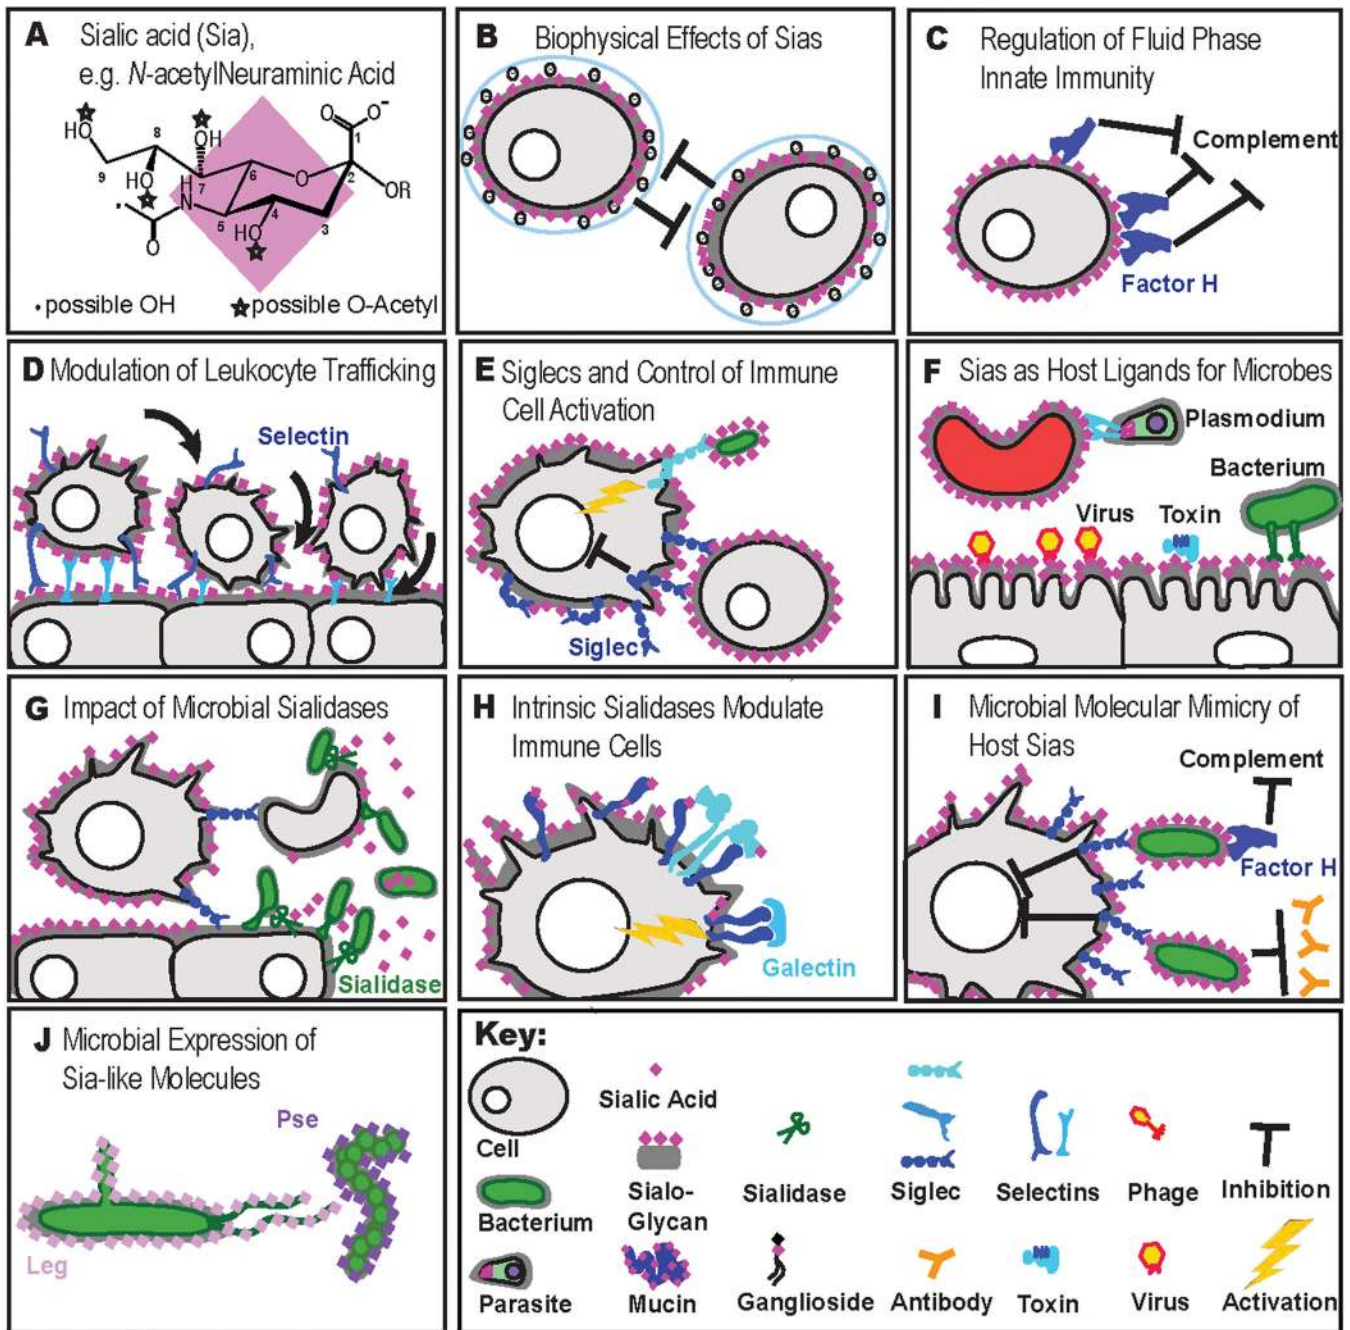 A Sialic acid (Sia),
e.g. N-acetylNeuraminic Acid
HO
OH
O
O⁻
1
8
9
HO
7
6
O
2
OR
H
N
5
4
3
HO
O
• possible OH ★possible O-Acetyl
B Biophysical Effects of Sias
C Regulation of Fluid Phase
Innate Immunity
Complement
Factor H
D Modulation of Leukocyte Trafficking
Selectin
E Siglecs and Control of Immune
Cell Activation
Siglec
F Sias as Host Ligands for Microbes
Plasmodium
Bacterium
Virus Toxin
G Impact of Microbial Sialidases
Sialidase
H Intrinsic Sialidases Modulate
Immune Cells
Galectin
I Microbial Molecular Mimicry of
Host Sias
Complement
Factor H
J Microbial Expression of
Sia-like Molecules
Pse
Leg
Key:
Cell
Sialic Acid
Bacterium
Sialo-
Glycan
Sialidase
Siglec
Selectins
Phage
Inhibition
Parasite
Mucin
Ganglioside
Antibody
Toxin
Virus
Activation